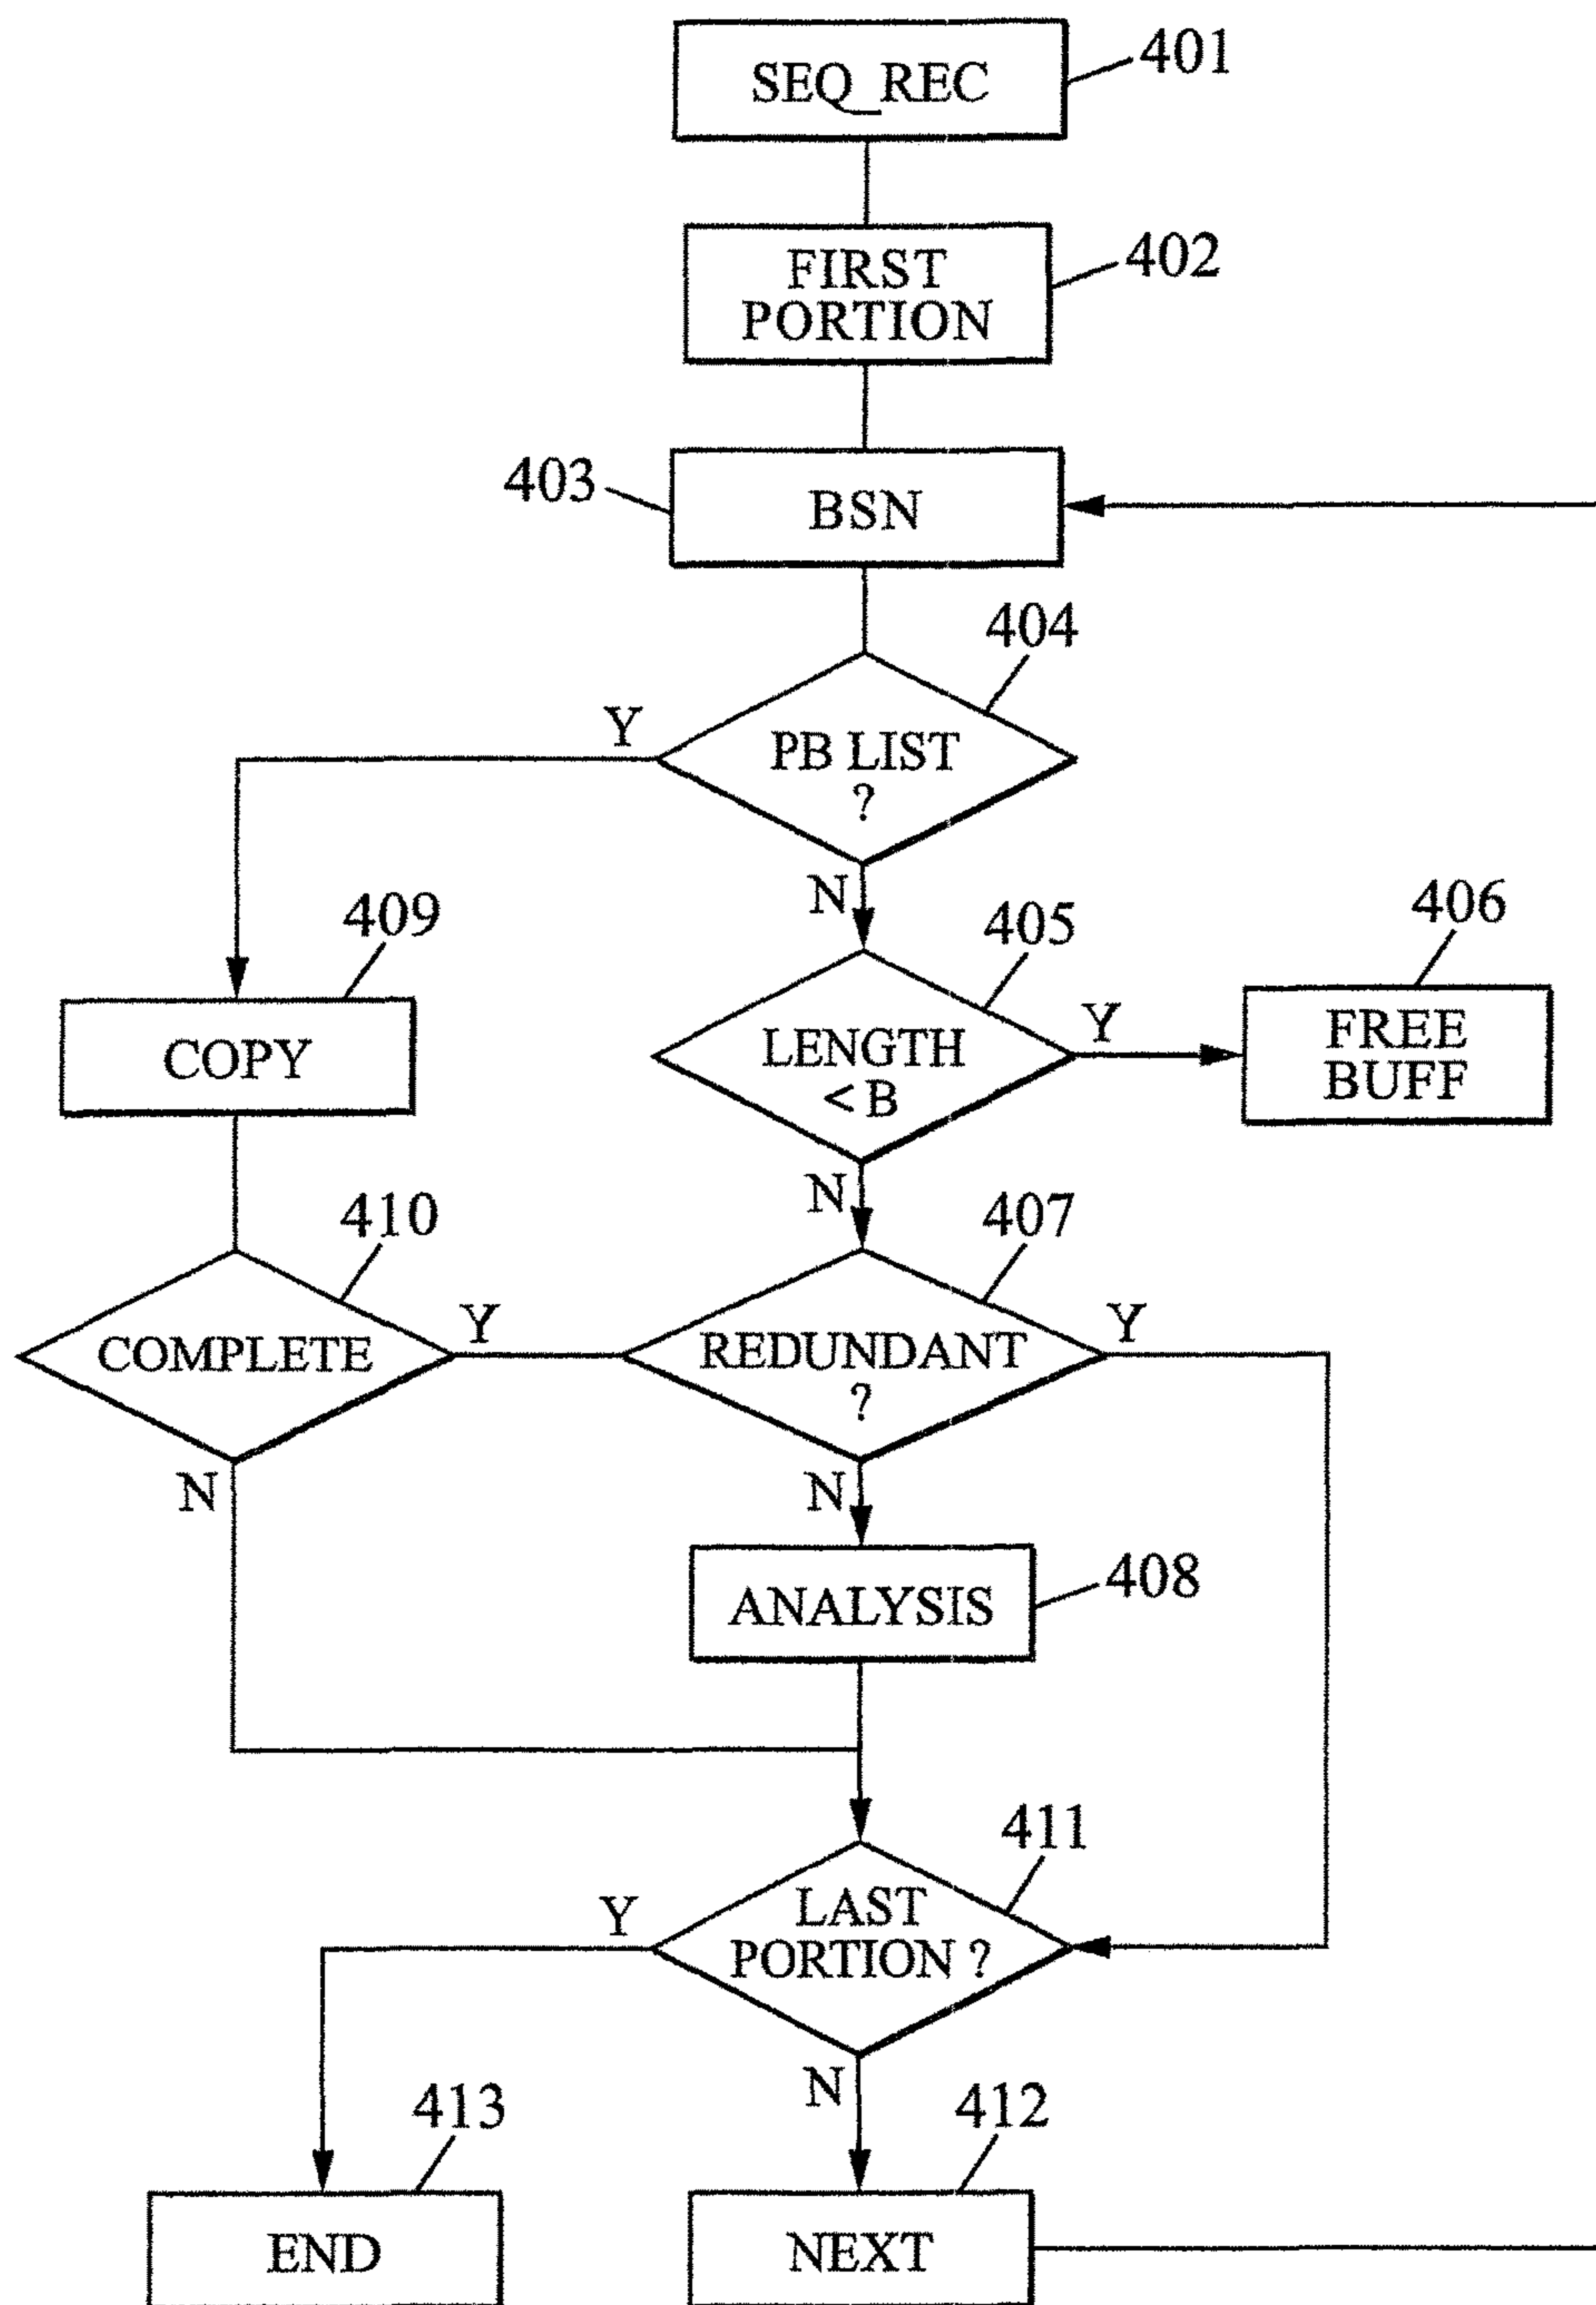 SEQ_REC
401
FIRST
PORTION
402
403
BSN
404
Y
PB LIST
?
N
409
405
406
COPY
LENGTH
< B
Y
FREE
BUFF
N
410
407
COMPLETE
Y
REDUNDANT
?
Y
N
N
ANALYSIS
408
411
Y
LAST
PORTION ?
N
413
412
END
NEXT